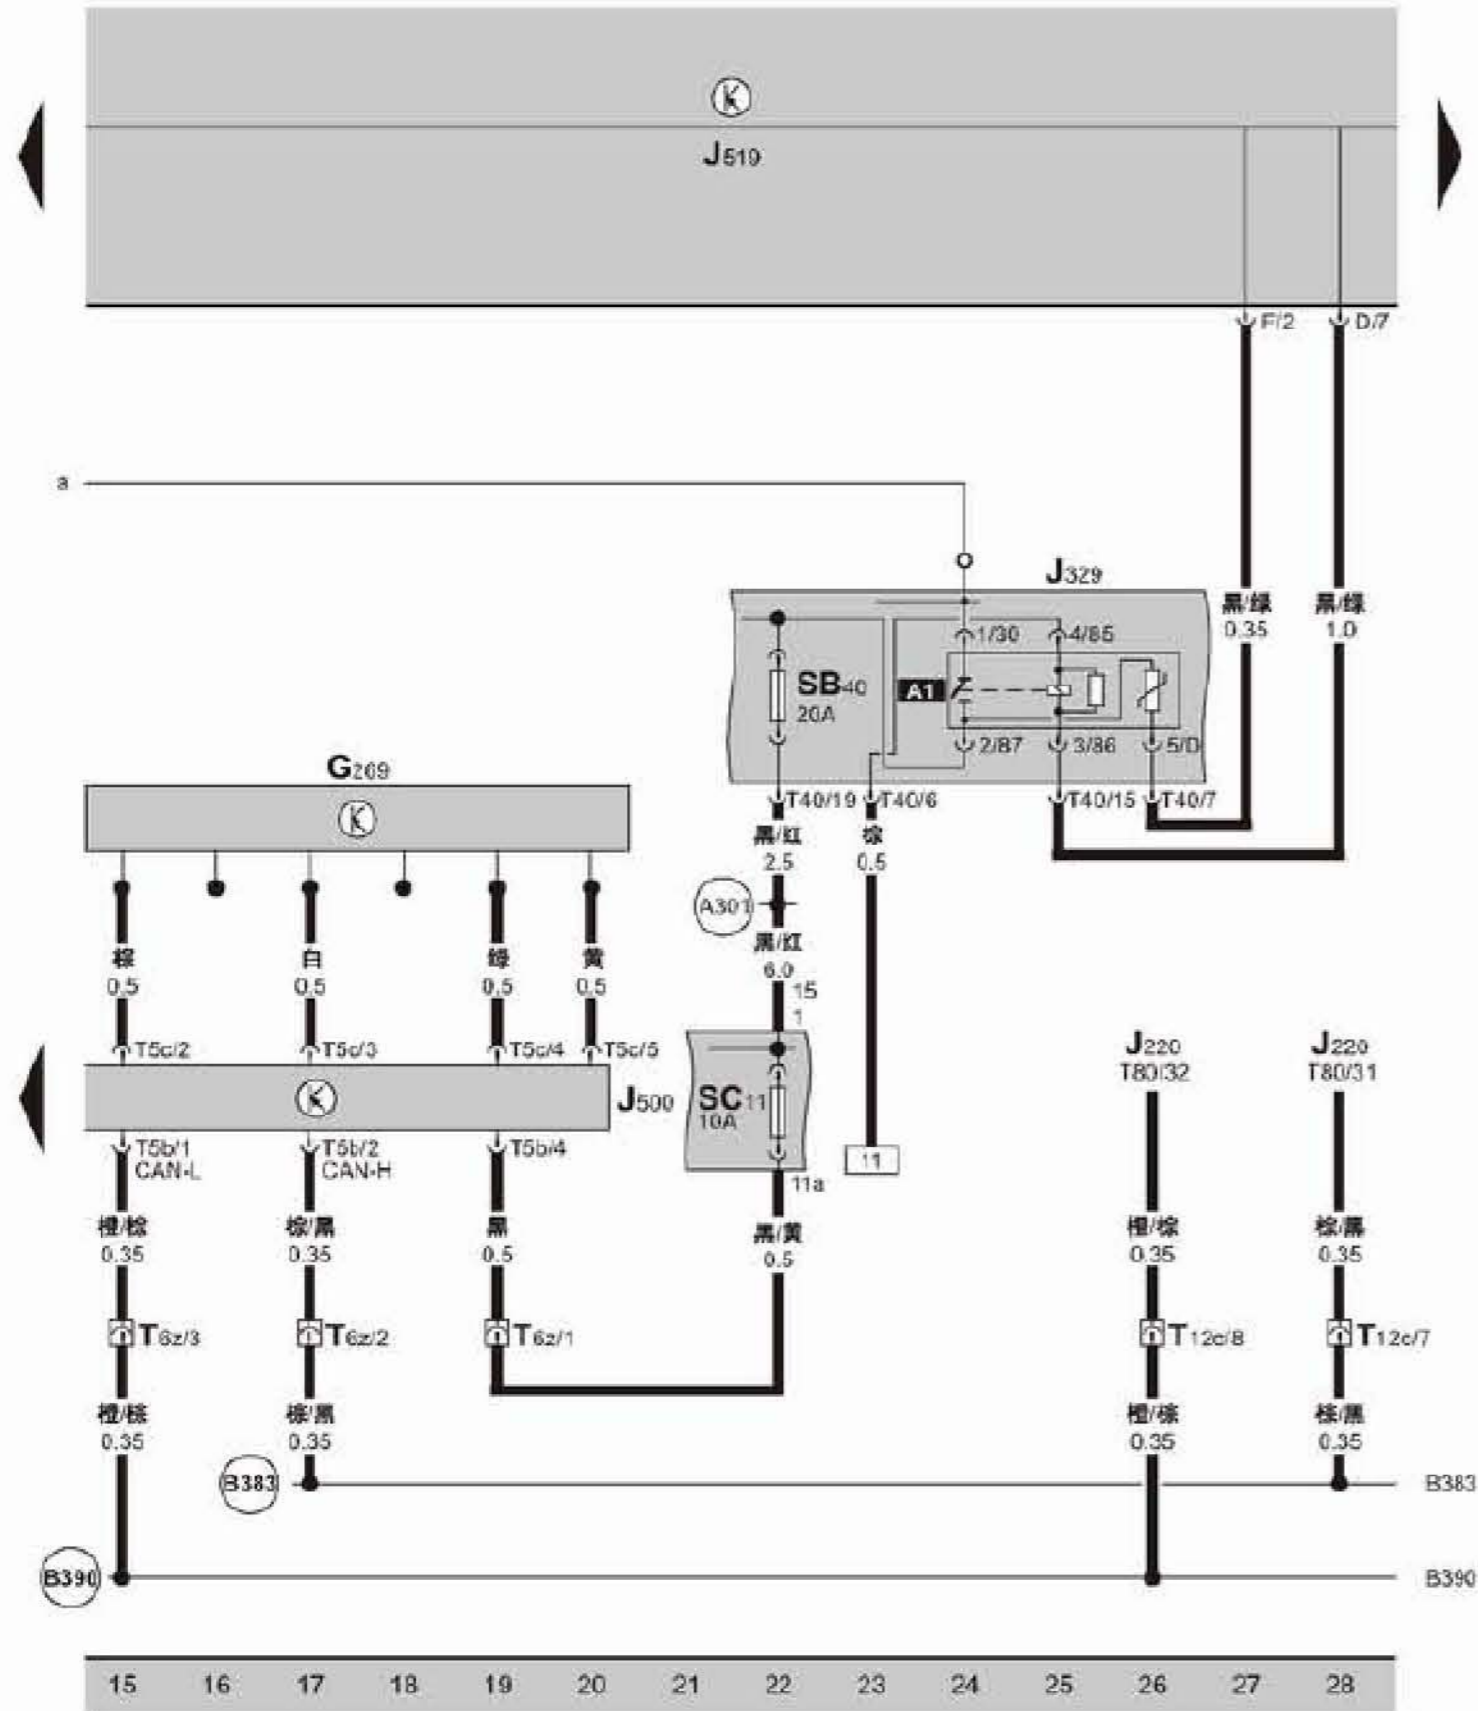 K
J519
F/2 D/7
a
J329
黑/绿 黑/绿
0.35 1.0
1/30 4/85
SB40 A1
20A
2/87 3/86 5/D
G269
K
T40/19 T40/6 T40/15 T40/7
黑/红 棕
2.5 0.5
A301
黑/红
6.0
棕 白 绿 黄
0.5 0.5 0.5 0.5
15
1
T5c/2 T5c/3 T5c/4 T5c/5
J220 J220
T80/32 T80/31
K J500 SC11
10A
T5b/1 T5b/2 T5b/4
CAN-L CAN-H
11
11a
橙/棕 棕/黑 黑 黑/黄 橙/棕 棕/黑
0.35 0.35 0.5 0.5 0.35 0.35
T6z/3 T6z/2 T6z/1 T12c/8 T12c/7
橙/棕 棕/黑 橙/棕 棕/黑
0.35 0.35 0.35 0.35
B383 B383
B390 B390
15 16 17 18 19 20 21 22 23 24 25 26 27 28